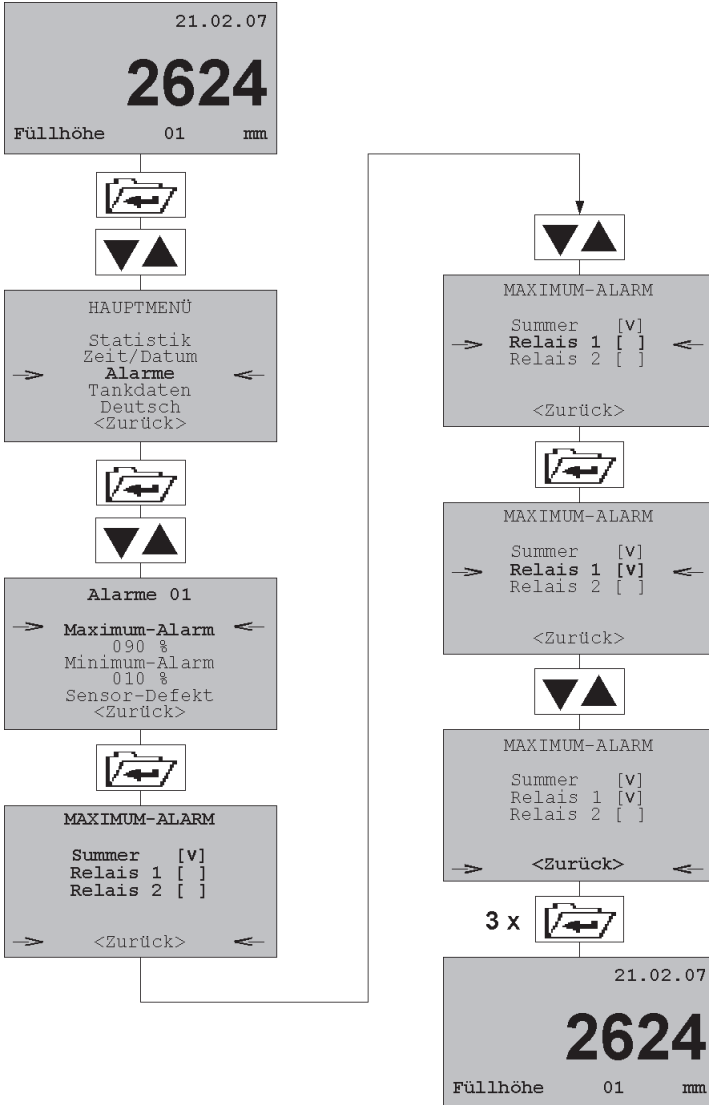 21.02.07
2624
Füllhöhe 01 mm
HAUPTMENÜ
Statistik
Zeit/Datum
Alarme
Tankdaten
Deutsch
<Zurück>
Alarme 01
Maximum-Alarm
090 %
Minimum-Alarm
010 %
Sensor-Defekt
<Zurück>
MAXIMUM-ALARM
Summer [V]
Relais 1 [ ]
Relais 2 [ ]
<Zurück>
MAXIMUM-ALARM
Summer [V]
Relais 1 [ ]
Relais 2 [ ]
<Zurück>
MAXIMUM-ALARM
Summer [V]
Relais 1 [V]
Relais 2 [ ]
<Zurück>
MAXIMUM-ALARM
Summer [V]
Relais 1 [V]
Relais 2 [ ]
<Zurück>
3 x
21.02.07
2624
Füllhöhe 01 mm